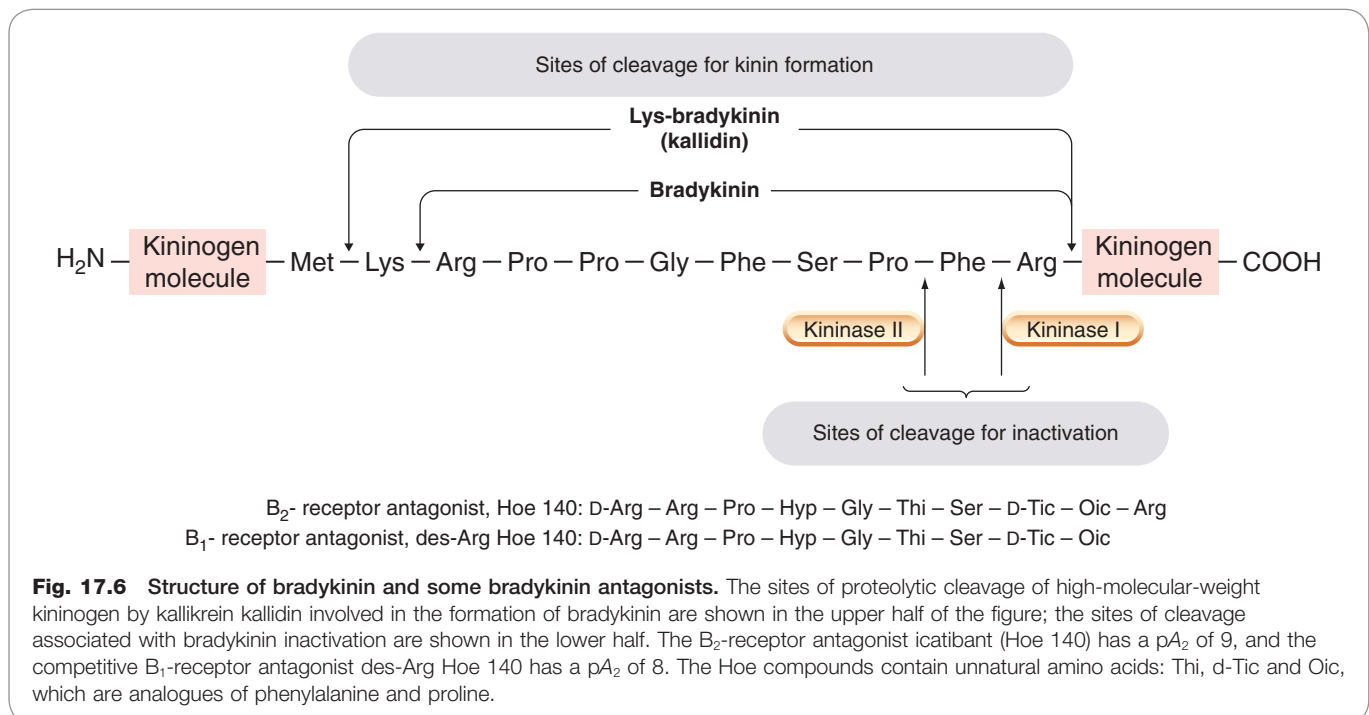 Sites of cleavage for kinin formation
Lys-bradykinin
(kallidin)
Bradykinin
H₂N – Kininogen molecule – Met – Lys – Arg – Pro – Pro – Gly – Phe – Ser – Pro – Phe – Arg – Kininogen molecule – COOH
Kininase II Kininase I
Sites of cleavage for inactivation
B₂- receptor antagonist, Hoe 140: D-Arg – Arg – Pro – Hyp – Gly – Thi – Ser – D-Tic – Oic – Arg
B₁- receptor antagonist, des-Arg Hoe 140: D-Arg – Arg – Pro – Hyp – Gly – Thi – Ser – D-Tic – Oic
Fig. 17.6 Structure of bradykinin and some bradykinin antagonists. The sites of proteolytic cleavage of high-molecular-weight
kininogen by kallikrein kallidin involved in the formation of bradykinin are shown in the upper half of the figure; the sites of cleavage
associated with bradykinin inactivation are shown in the lower half. The B₂-receptor antagonist icatibant (Hoe 140) has a pA₂ of 9, and the
competitive B₁-receptor antagonist des-Arg Hoe 140 has a pA₂ of 8. The Hoe compounds contain unnatural amino acids: Thi, d-Tic and Oic,
which are analogues of phenylalanine and proline.